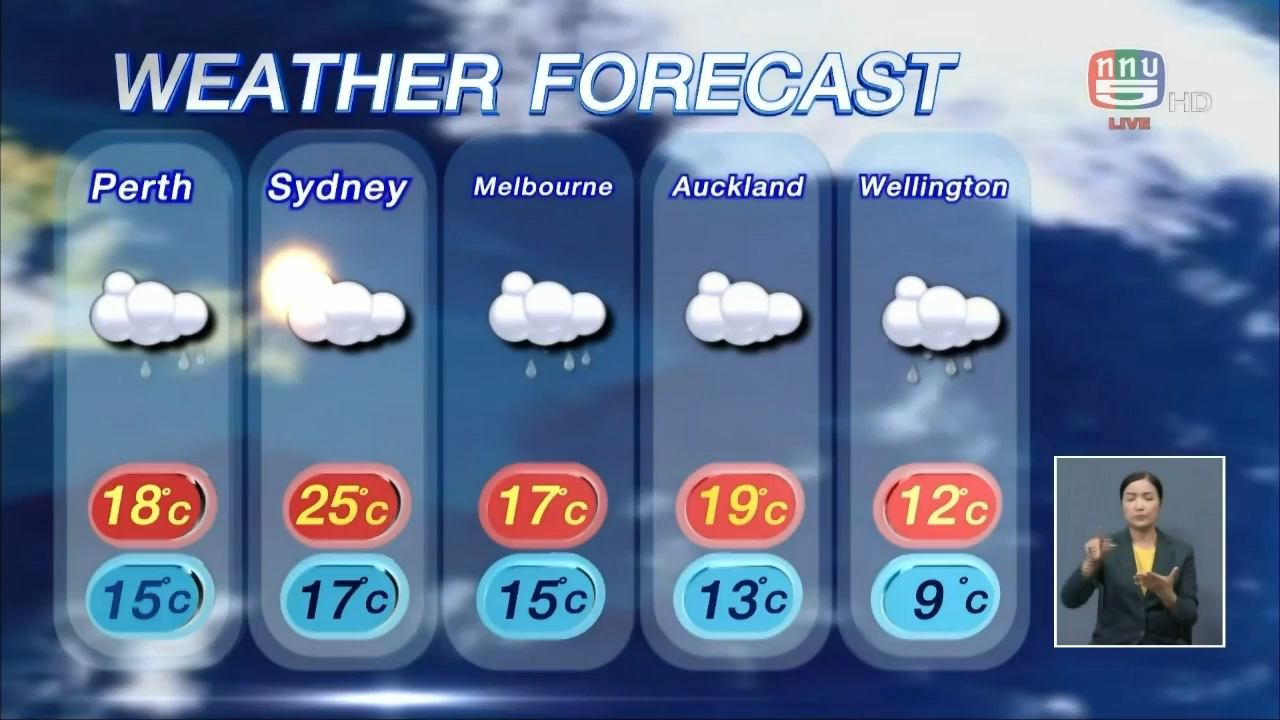 WEATHER FORECAST
ททบ
5
HD
LIVE
Perth
Sydney
Melbourne
Auckland
Wellington
18°c
25°c
17°c
19°c
12°c
15°c
17°c
15°c
13°c
9 °c